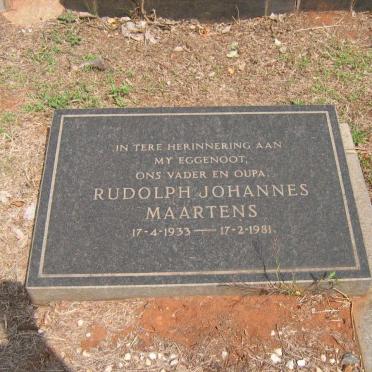 IN TERE HERINNERING AAN
MY EGGENOOT,
ONS VADER EN OUPA.
RUDOLPH JOHANNES
MAARTENS
17-4-1933 — 17-2-1981.